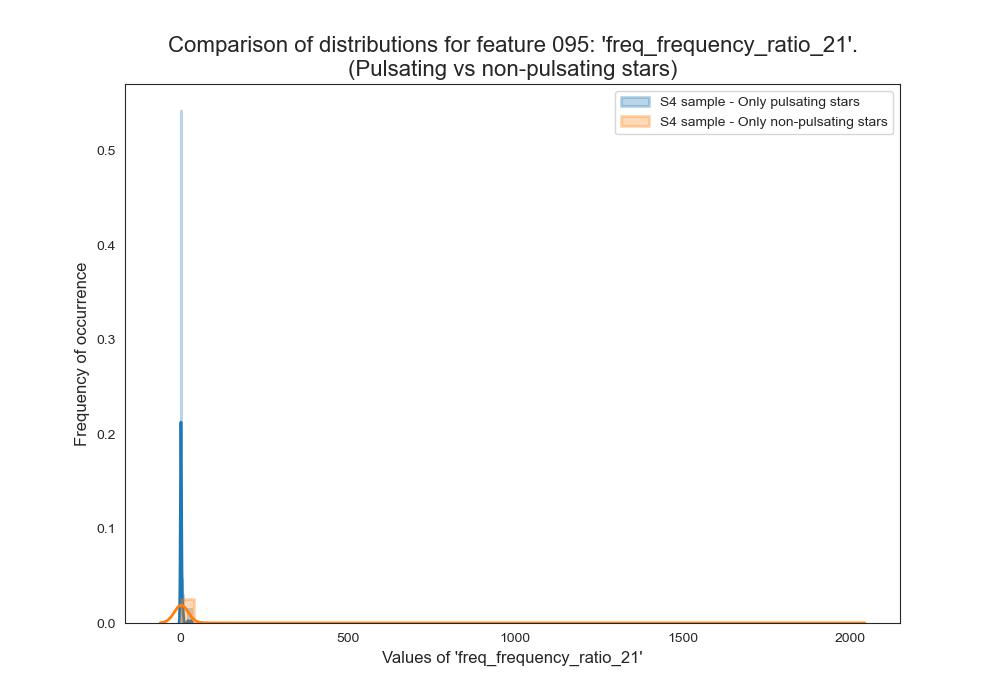 Comparison of distributions for feature 095: 'freq_frequency_ratio_21'.
(Pulsating vs non-pulsating stars)
S4 sample - Only pulsating stars
S4 sample - Only non-pulsating stars
Frequency of occurrence
0.5
0.4
0.3
0.2
0.1
0.0
0
500
1000
1500
2000
Values of 'freq_frequency_ratio_21'